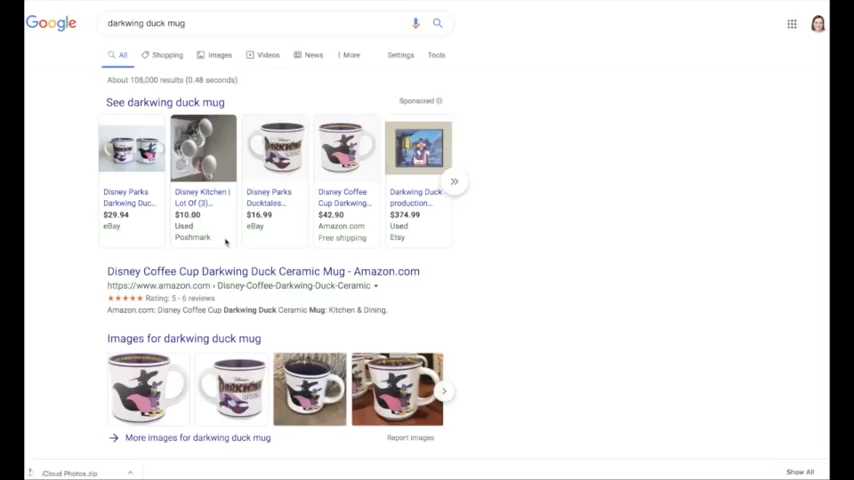 Google
darkwing duck mug
All Shopping Images Videos News More Settings Tools
About 108,000 results (0.48 seconds)
See darkwing duck mug
Sponsored
Disney Parks
Darkwing Duc...
$29.94
eBay
Disney Kitchen |
Lot Of (3)...
$10.00
Used
Poshmark
Disney Parks
Ducktales...
$16.99
eBay
Disney Coffee
Cup Darkwing...
$42.90
Amazon.com
Free shipping
Darkwing Duck
production...
$374.99
Used
Etsy
Disney Coffee Cup Darkwing Duck Ceramic Mug - Amazon.com
https://www.amazon.com › Disney-Coffee-Darkwing-Duck-Ceramic
Rating: 5 - 6 reviews
Amazon.com: Disney Coffee Cup Darkwing Duck Ceramic Mug: Kitchen & Dining.
Images for darkwing duck mug
More images for darkwing duck mug
Report images
iCloud Photos.zip
Show All